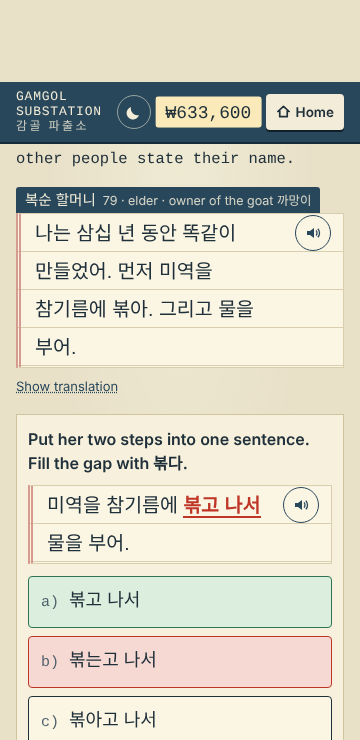 GAMGOL
SUBSTATION
감골 파출소
₩633,600
Home
other people state their name.
복순 할머니 79 · elder · owner of the goat 까망이
나는 삼십 년 동안 똑같이
만들었어. 먼저 미역을
참기름에 볶아. 그리고 물을
부어.
Show translation
Put her two steps into one sentence.
Fill the gap with 볶다.
미역을 참기름에 볶고 나서
물을 부어.
a) 볶고 나서
b) 볶는고 나서
c) 볶아고 나서